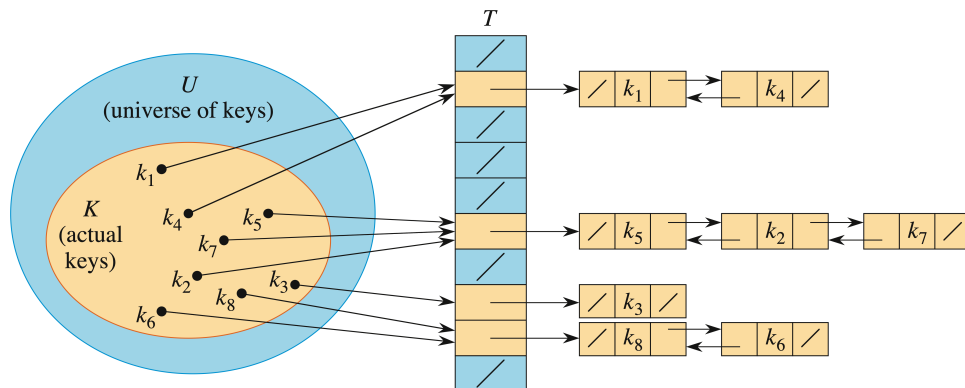 T
U
(universe of keys)
k1 k4
k1
K
(actual
keys)
k4 k5
k7
k5 k2 k7
k2 k3
k8
k6
k3
k8 k6